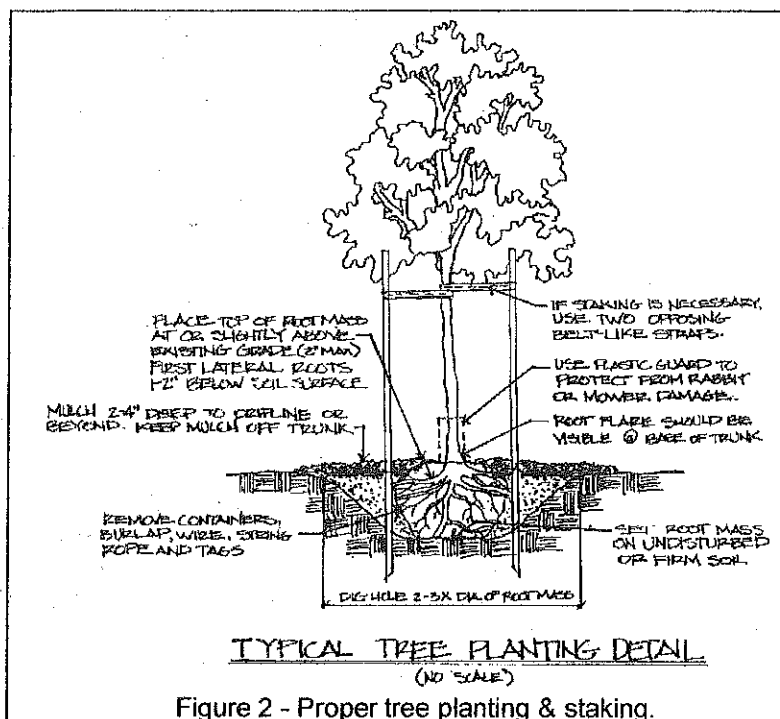 IF STAKING IS NECESSARY,
USE TWO OPPOSING
BELT-LIKE STRAPS.
PLACE TOP OF ROOT MASS
AT OR SLIGHTLY ABOVE
EXISTING GRADE (2" MAX)
FIRST LATERAL ROOTS
1-2" BELOW SOIL SURFACE
USE PLASTIC GUARD TO
PROTECT FROM RABBIT
OR MOWER DAMAGE.
MULCH 2-4" DEEP TO DRIPLINE OR
BEYOND. KEEP MULCH OFF TRUNK
ROOT FLARE SHOULD BE
VISIBLE @ BASE OF TRUNK
REMOVE CONTAINERS,
BURLAP, WIRE, STRING
ROPE AND TAGS
SET ROOT MASS
ON UNDISTURBED
OR FIRM SOIL
DIG HOLE 2-3X DIA. OF ROOT MASS
TYPICAL TREE PLANTING DETAIL
(NO SCALE)
Figure 2 - Proper tree planting & staking.